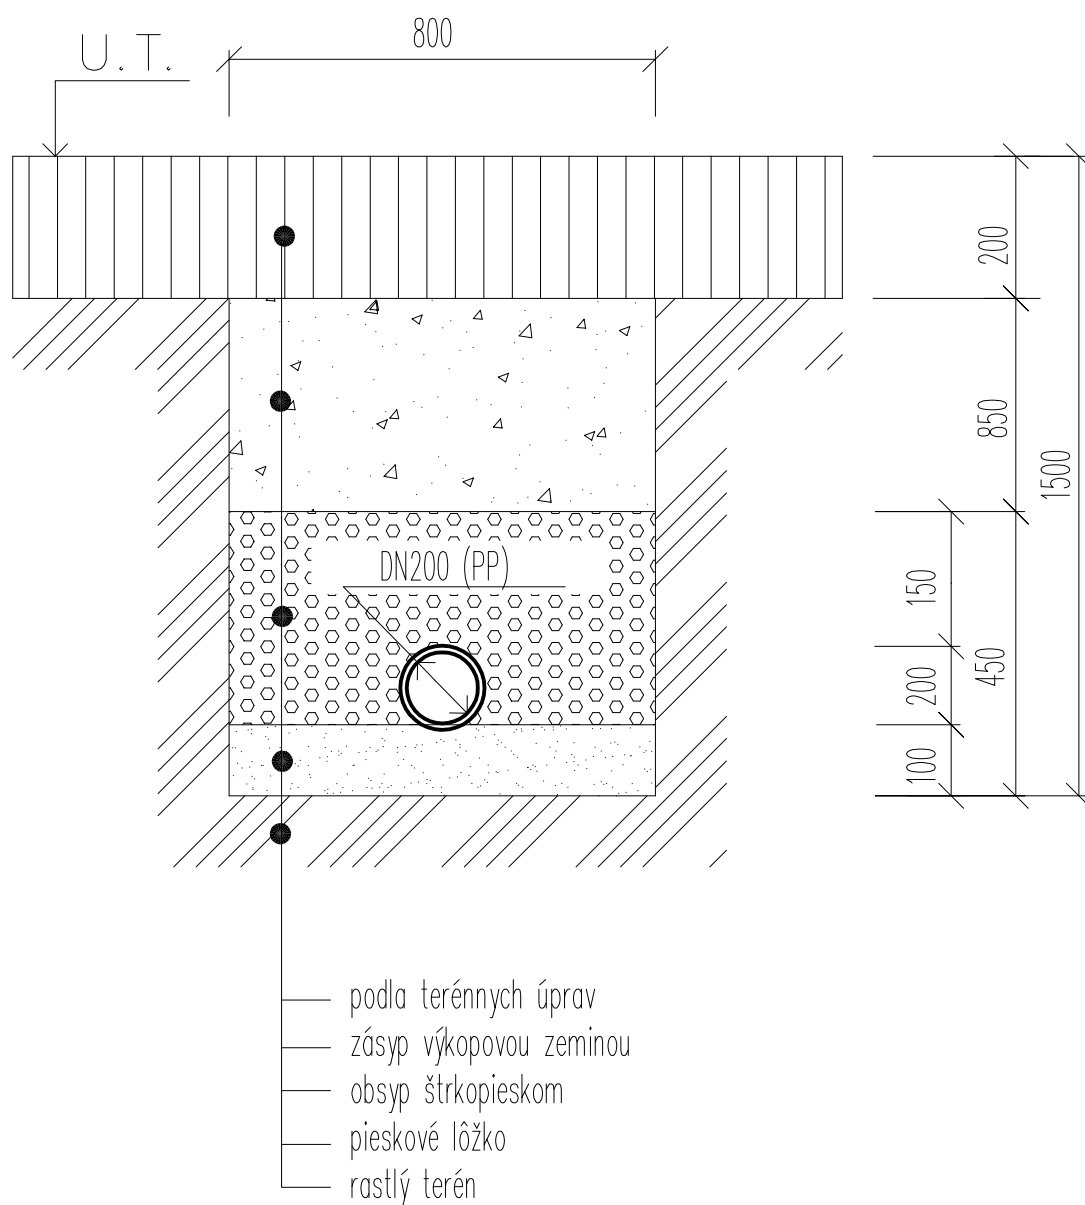 800
U.T.
200
850
1500
DN200 (PP)
150
450
200
100
podla terénnych úprav
zásyp výkopovou zeminou
obsyp štrkopieskom
pieskové lôžko
rastlý terén